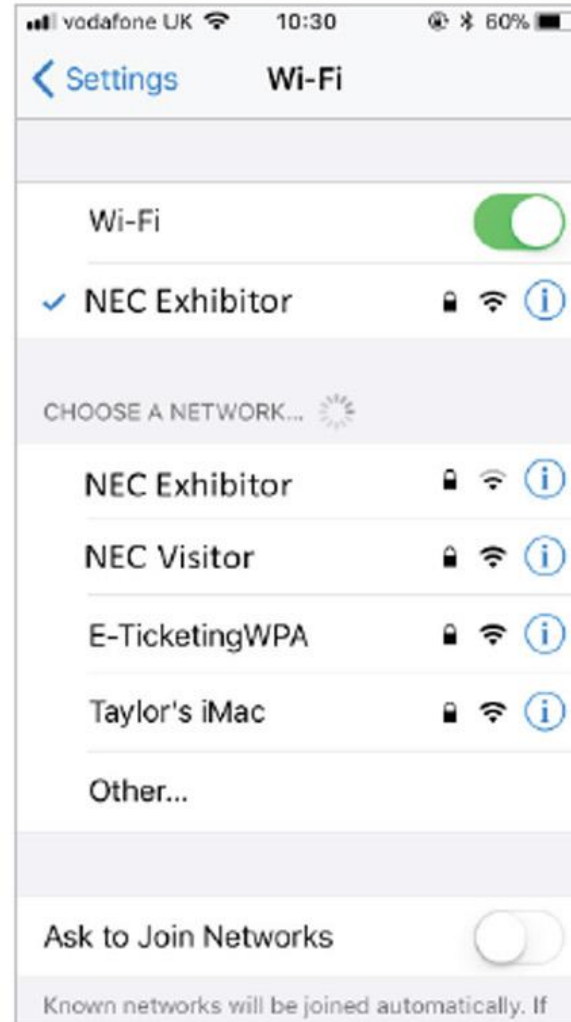 vodafone UK 10:30 60%
Settings Wi-Fi
Wi-Fi
NEC Exhibitor
CHOOSE A NETWORK...
NEC Exhibitor
NEC Visitor
E-TicketingWPA
Taylor's iMac
Other...
Ask to Join Networks
Known networks will be joined automatically. If